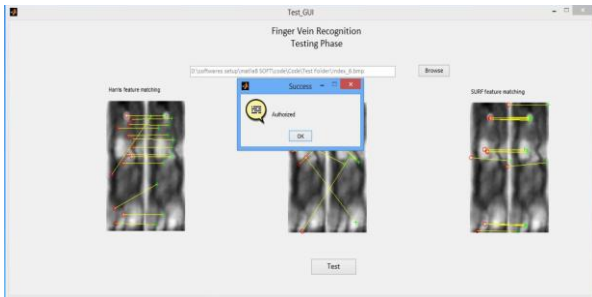 Test_GUI
Finger Vein Recognition
Testing Phase
Browse
Harris feature matching
Success
SURF feature matching
Authorized
OK
Test